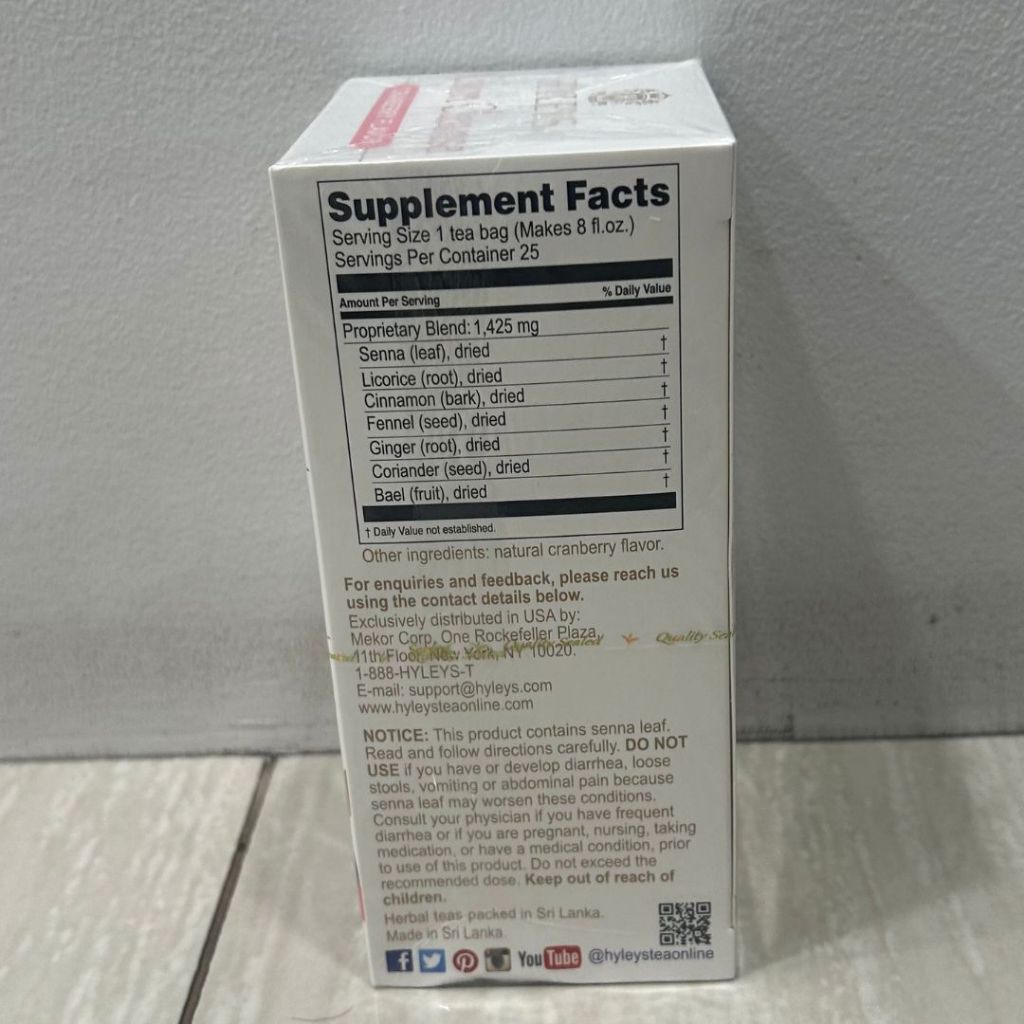 Supplement Facts
Serving Size 1 tea bag (Makes 8 fl.oz.)
Servings Per Container 25
Amount Per Serving % Daily Value
Proprietary Blend: 1,425 mg
Senna (leaf), dried †
Licorice (root), dried †
Cinnamon (bark), dried †
Fennel (seed), dried †
Ginger (root), dried †
Coriander (seed), dried †
Bael (fruit), dried †
† Daily Value not established.
Other ingredients: natural cranberry flavor.
For enquiries and feedback, please reach us
using the contact details below.
Exclusively distributed in USA by:
Mekor Corp, One Rockefeller Plaza,
11th Floor, New York, NY 10020.
Quality Sealed
Quality Sea
1-888-HYLEYS-T
E-mail: support@hyleys.com
www.hyleysteaonline.com
NOTICE: This product contains senna leaf.
Read and follow directions carefully. DO NOT
USE if you have or develop diarrhea, loose
stools, vomiting or abdominal pain because
senna leaf may worsen these conditions.
Consult your physician if you have frequent
diarrhea or if you are pregnant, nursing, taking
medication, or have a medical condition, prior
to use of this product. Do not exceed the
recommended dose. Keep out of reach of
children.
Herbal teas packed in Sri Lanka.
Made in Sri Lanka
You Tube @hyleysteaonline